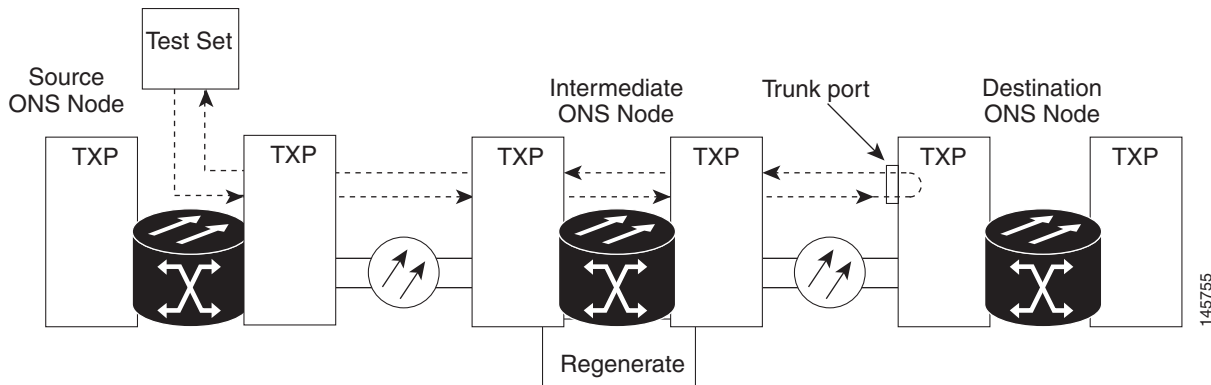 Test Set
Source
ONS Node
Intermediate
ONS Node
Trunk port
Destination
ONS Node
TXP
TXP
TXP
TXP
TXP
TXP
Regenerate
145755